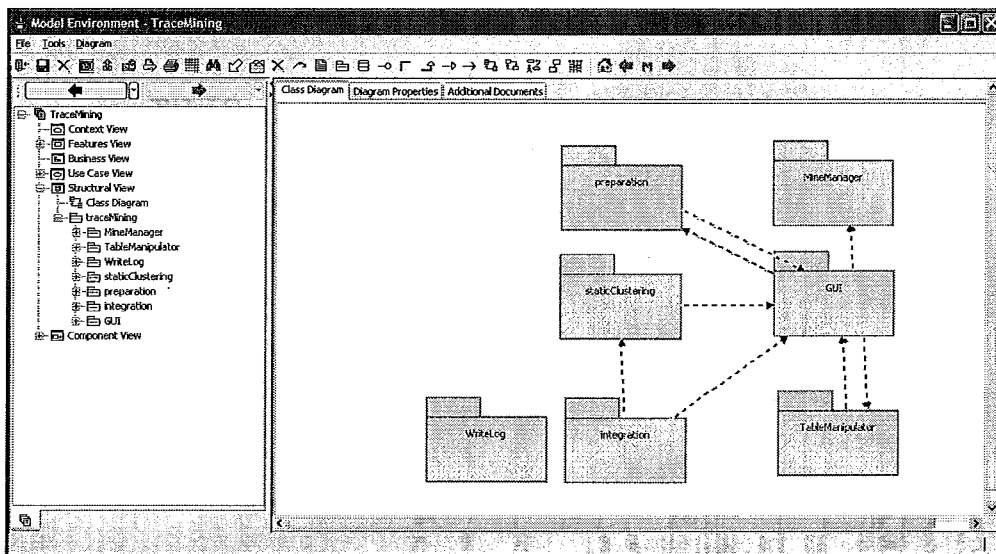 Model Environment - TraceMining
File Tools Diagram
Class Diagram Diagram Properties Addtional Documents
TraceMining
Context View
Features View
Business View
Use Case View
Structural View
Class Diagram
traceMining
MineManager
TableManipulator
WriteLog
staticClustering
preparation
integration
GUI
Component View
preparation
MineManager
staticClustering
GUI
WriteLog
integration
TableManipulator